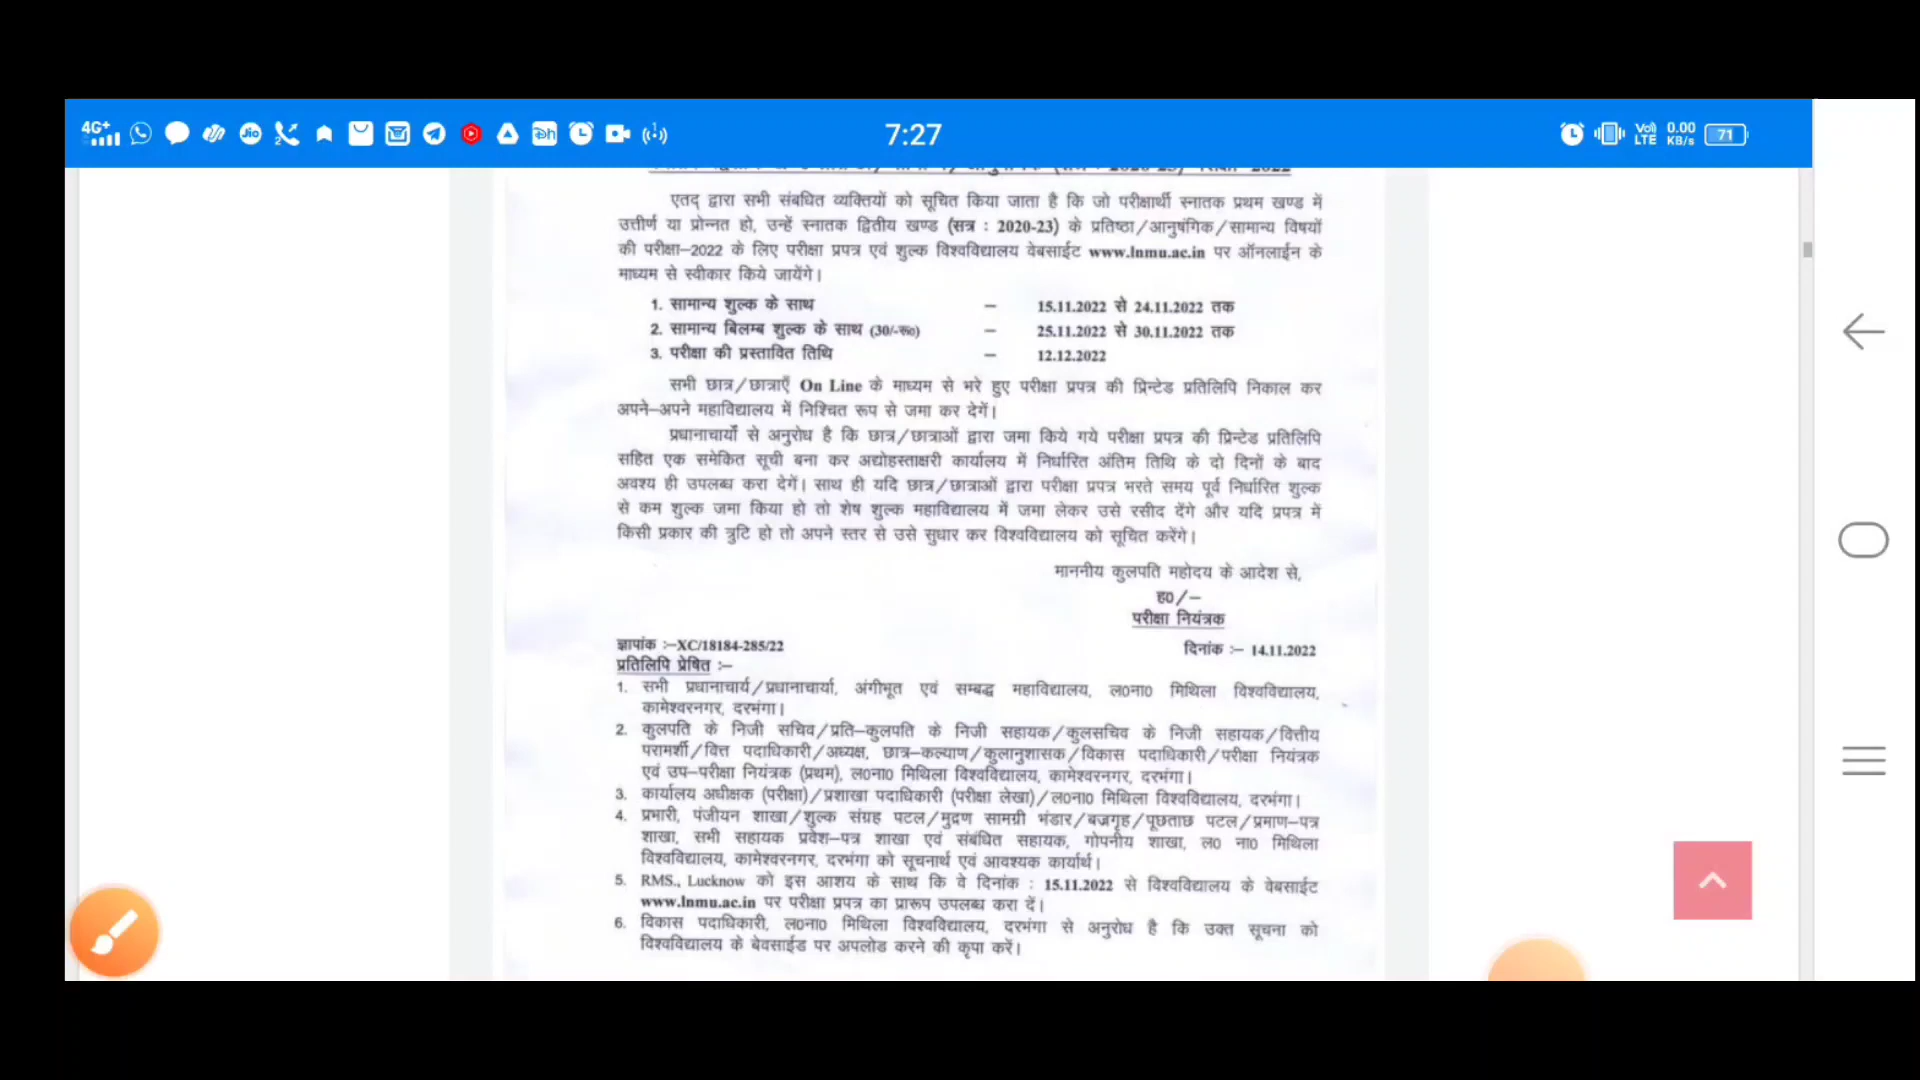 4G+
7:27
Vo)) LTE
0.00 KB/s
71
एतद् द्वारा सभी संबधित व्यक्तियों को सूचित किया जाता है कि जो परीक्षार्थी स्नातक प्रथम खण्ड में
उत्तीर्ण या प्रोन्नत हो, उन्हें स्नातक द्वितीय खण्ड (सत्र : 2020-23) के प्रतिष्ठा/आनुषंगिक/सामान्य विषयों
की परीक्षा–2022 के लिए परीक्षा प्रपत्र एवं शुल्क विश्वविद्यालय वेबसाईट www.lnmu.ac.in पर ऑनलाईन के
माध्यम से स्वीकार किये जायेंगे।
1. सामान्य शुल्क के साथ – 15.11.2022 से 24.11.2022 तक
2. सामान्य बिलम्ब शुल्क के साथ (30/-रू०) – 25.11.2022 से 30.11.2022 तक
3. परीक्षा की प्रस्तावित तिथि – 12.12.2022
सभी छात्र/छात्राएँ On Line के माध्यम से भरे हुए परीक्षा प्रपत्र की प्रिन्टेड प्रतिलिपि निकाल कर
अपने–अपने महाविद्यालय में निश्चित रूप से जमा कर देगें।
प्रधानाचार्यों से अनुरोध है कि छात्र/छात्राओं द्वारा जमा किये गये परीक्षा प्रपत्र की प्रिन्टेड प्रतिलिपि
सहित एक समेकित सूची बना कर अद्योहस्ताक्षरी कार्यालय में निर्धारित अंतिम तिथि के दो दिनों के बाद
अवश्य ही उपलब्ध करा देगें। साथ ही यदि छात्र/छात्राओं द्वारा परीक्षा प्रपत्र भरते समय पूर्व निर्धारित शुल्क
से कम शुल्क जमा किया हो तो शेष शुल्क महाविद्यालय में जमा लेकर उसे रसीद देंगे और यदि प्रपत्र में
किसी प्रकार की त्रुटि हो तो अपने स्तर से उसे सुधार कर विश्वविद्यालय को सूचित करेंगे।
माननीय कुलपति महोदय के आदेश से,
ह0/–
परीक्षा नियंत्रक
ज्ञापांक :–XC/18184-285/22 दिनांक :– 14.11.2022
प्रतिलिपि प्रेषित :–
1. सभी प्रधानाचार्य/प्रधानाचार्या, अंगीभूत एवं सम्बद्ध महाविद्यालय, ल0ना0 मिथिला विश्वविद्यालय,
कामेश्वरनगर, दरभंगा।
2. कुलपति के निजी सचिव/प्रति–कुलपति के निजी सहायक/कुलसचिव के निजी सहायक/वित्तीय
परामर्शी/वित्त पदाधिकारी/अध्यक्ष, छात्र–कल्याण/कुलानुशासक/विकास पदाधिकारी/परीक्षा नियंत्रक
एवं उप–परीक्षा नियंत्रक (प्रथम), ल0ना0 मिथिला विश्वविद्यालय, कामेश्वरनगर, दरभंगा।
3. कार्यालय अधीक्षक (परीक्षा)/प्रशाखा पदाधिकारी (परीक्षा लेखा)/ल0ना0 मिथिला विश्वविद्यालय, दरभंगा।
4. प्रभारी, पंजीयन शाखा/शुल्क संग्रह पटल/मुद्रण सामग्री भंडार/बज्रगृह/पूछताछ पटल/प्रमाण–पत्र
शाखा, सभी सहायक प्रवेश–पत्र शाखा एवं संबंधित सहायक, गोपनीय शाखा, ल0 ना0 मिथिला
विश्वविद्यालय, कामेश्वरनगर, दरभंगा को सूचनार्थ एवं आवश्यक कार्यार्थ।
5. RMS., Lucknow को इस आशय के साथ कि वे दिनांक : 15.11.2022 से विश्वविद्यालय के वेबसाईट
www.lnmu.ac.in पर परीक्षा प्रपत्र का प्रारूप उपलब्ध करा दें।
6. विकास पदाधिकारी, ल0ना0 मिथिला विश्वविद्यालय, दरभंगा से अनुरोध है कि उक्त सूचना को
विश्वविद्यालय के बेवसाईड पर अपलोड करने की कृपा करें।